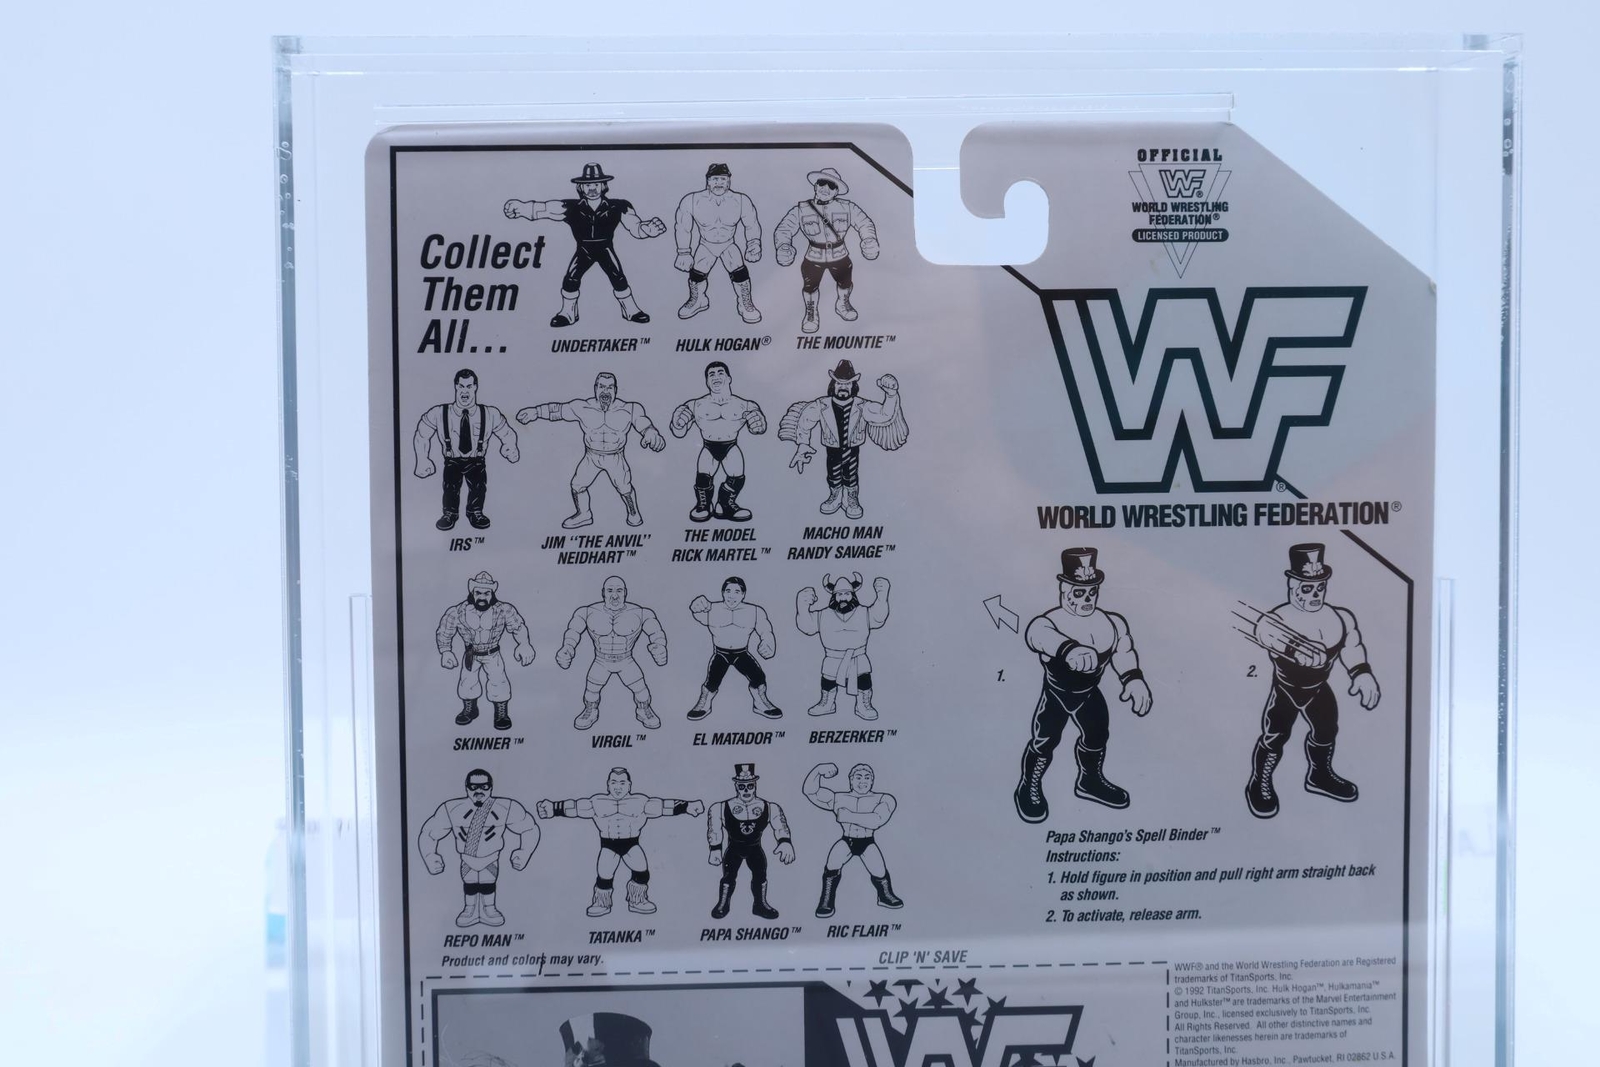 OFFICIAL
WF®
WORLD WRESTLING
FEDERATION®
LICENSED PRODUCT
Collect
Them
All...
UNDERTAKER™
HULK HOGAN®
THE MOUNTIE™
IRS™
JIM "THE ANVIL"
NEIDHART™
THE MODEL
RICK MARTEL™
MACHO MAN
RANDY SAVAGE™
SKINNER™
VIRGIL™
EL MATADOR™
BERZERKER™
REPO MAN™
TATANKA™
PAPA SHANGO™
RIC FLAIR™
Product and colors may vary.
WF®
WORLD WRESTLING FEDERATION®
1.
2.
Papa Shango's Spell Binder™
Instructions:
1. Hold figure in position and pull right arm straight back
as shown.
2. To activate, release arm.
CLIP 'N' SAVE
WF
WWF® and the World Wrestling Federation are Registered
trademarks of TitanSports, Inc.
© 1992 TitanSports, Inc. Hulk Hogan™, Hulkamania™
and Hulkster™ are trademarks of the Marvel Entertainment
Group, Inc., licensed exclusively to TitanSports, Inc.
All Rights Reserved. All other distinctive names and
character likenesses herein are trademarks of
TitanSports, Inc.
Manufactured by Hasbro, Inc., Pawtucket, RI 02862 U.S.A.